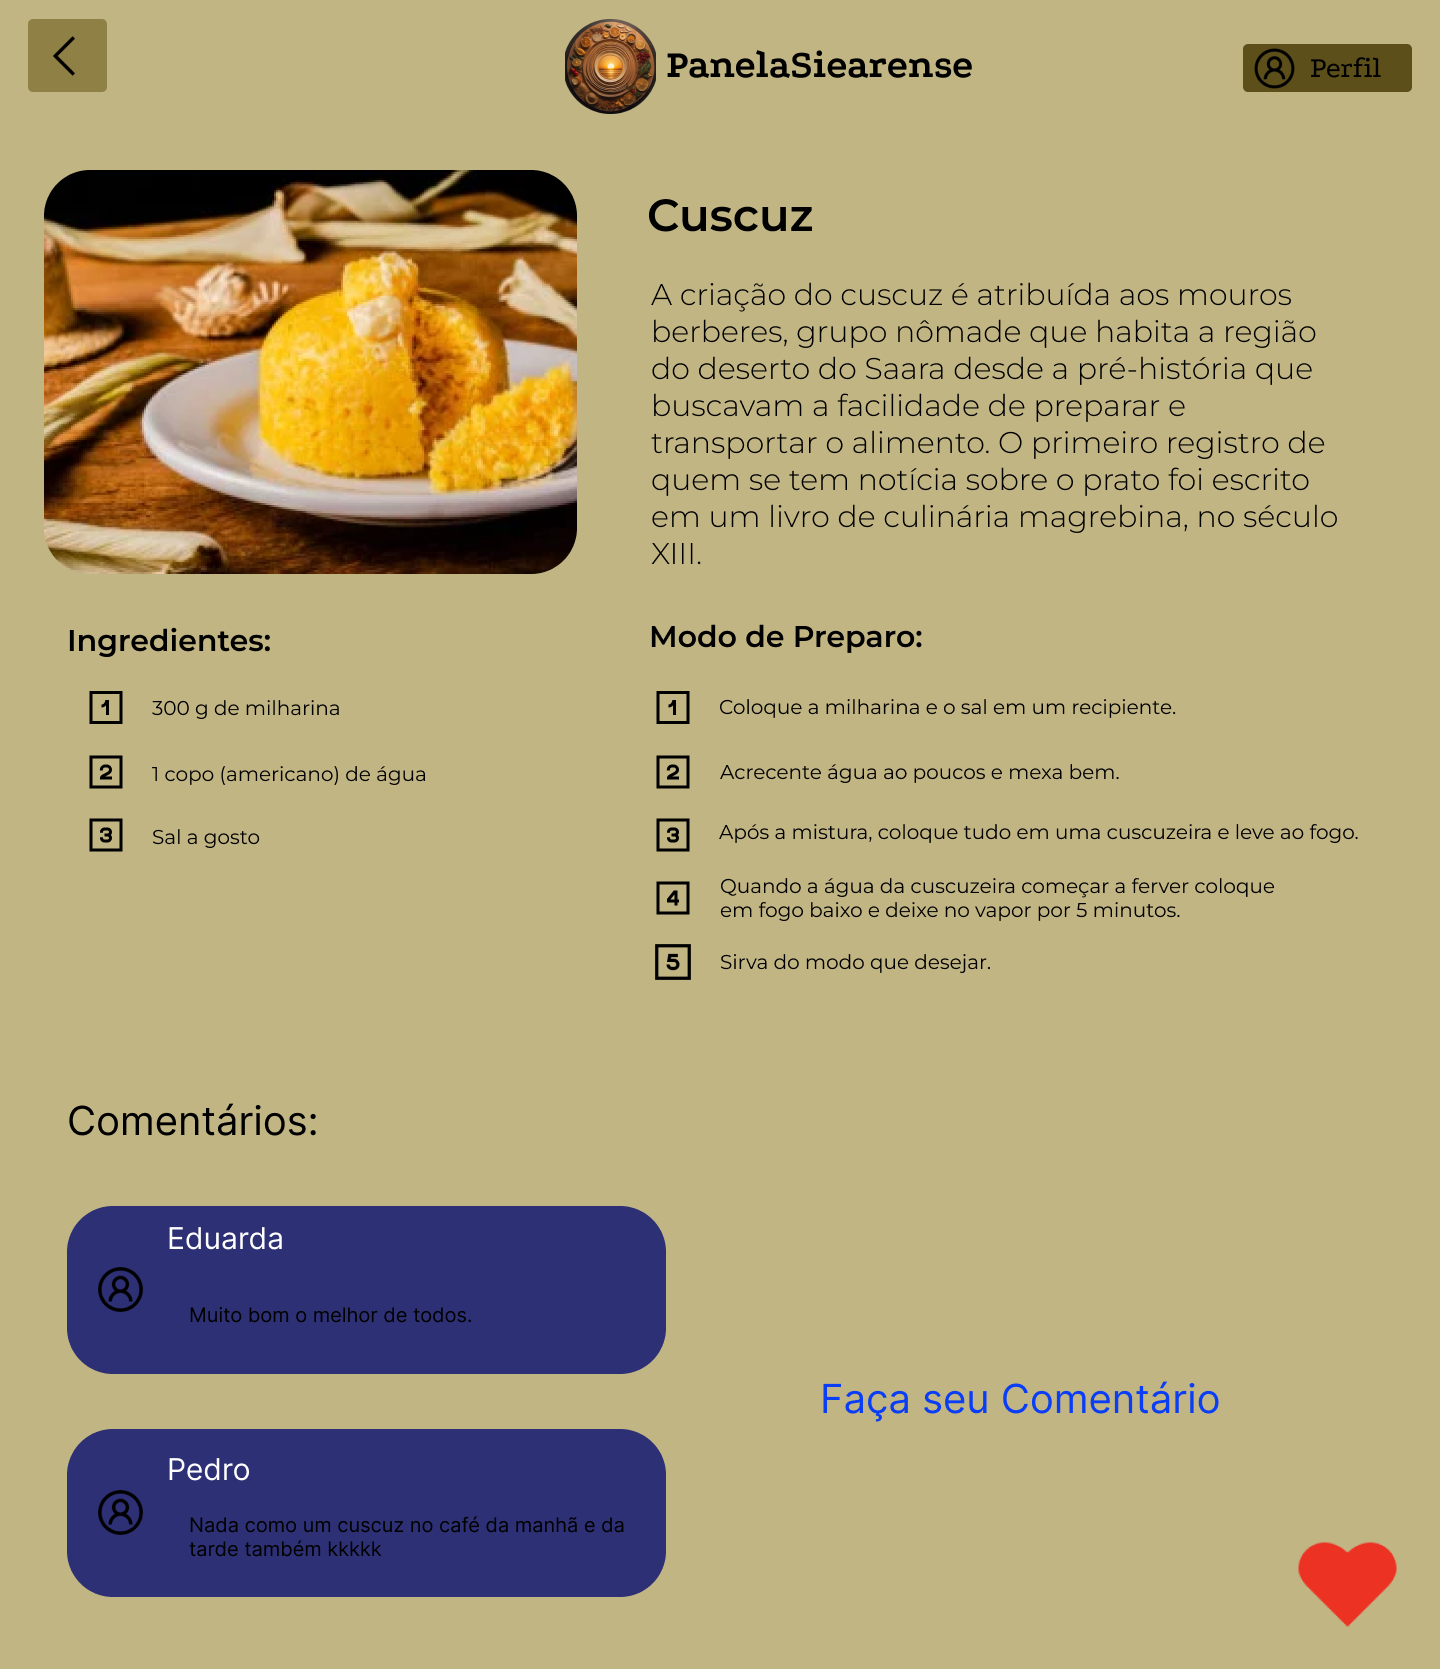 PanelaSiearense
Perfil
Cuscuz
A criação do cuscuz é atribuída aos mouros
berberes, grupo nômade que habita a região
do deserto do Saara desde a pré-história que
buscavam a facilidade de preparar e
transportar o alimento. O primeiro registro de
quem se tem notícia sobre o prato foi escrito
em um livro de culinária magrebina, no século
XIII.
Ingredientes:
1 300 g de milharina
2 1 copo (americano) de água
3 Sal a gosto
Modo de Preparo:
1 Coloque a milharina e o sal em um recipiente.
2 Acrecente água ao poucos e mexa bem.
3 Após a mistura, coloque tudo em uma cuscuzeira e leve ao fogo.
4 Quando a água da cuscuzeira começar a ferver coloque
em fogo baixo e deixe no vapor por 5 minutos.
5 Sirva do modo que desejar.
Comentários:
Eduarda
Muito bom o melhor de todos.
Faça seu Comentário
Pedro
Nada como um cuscuz no café da manhã e da
tarde também kkkkk